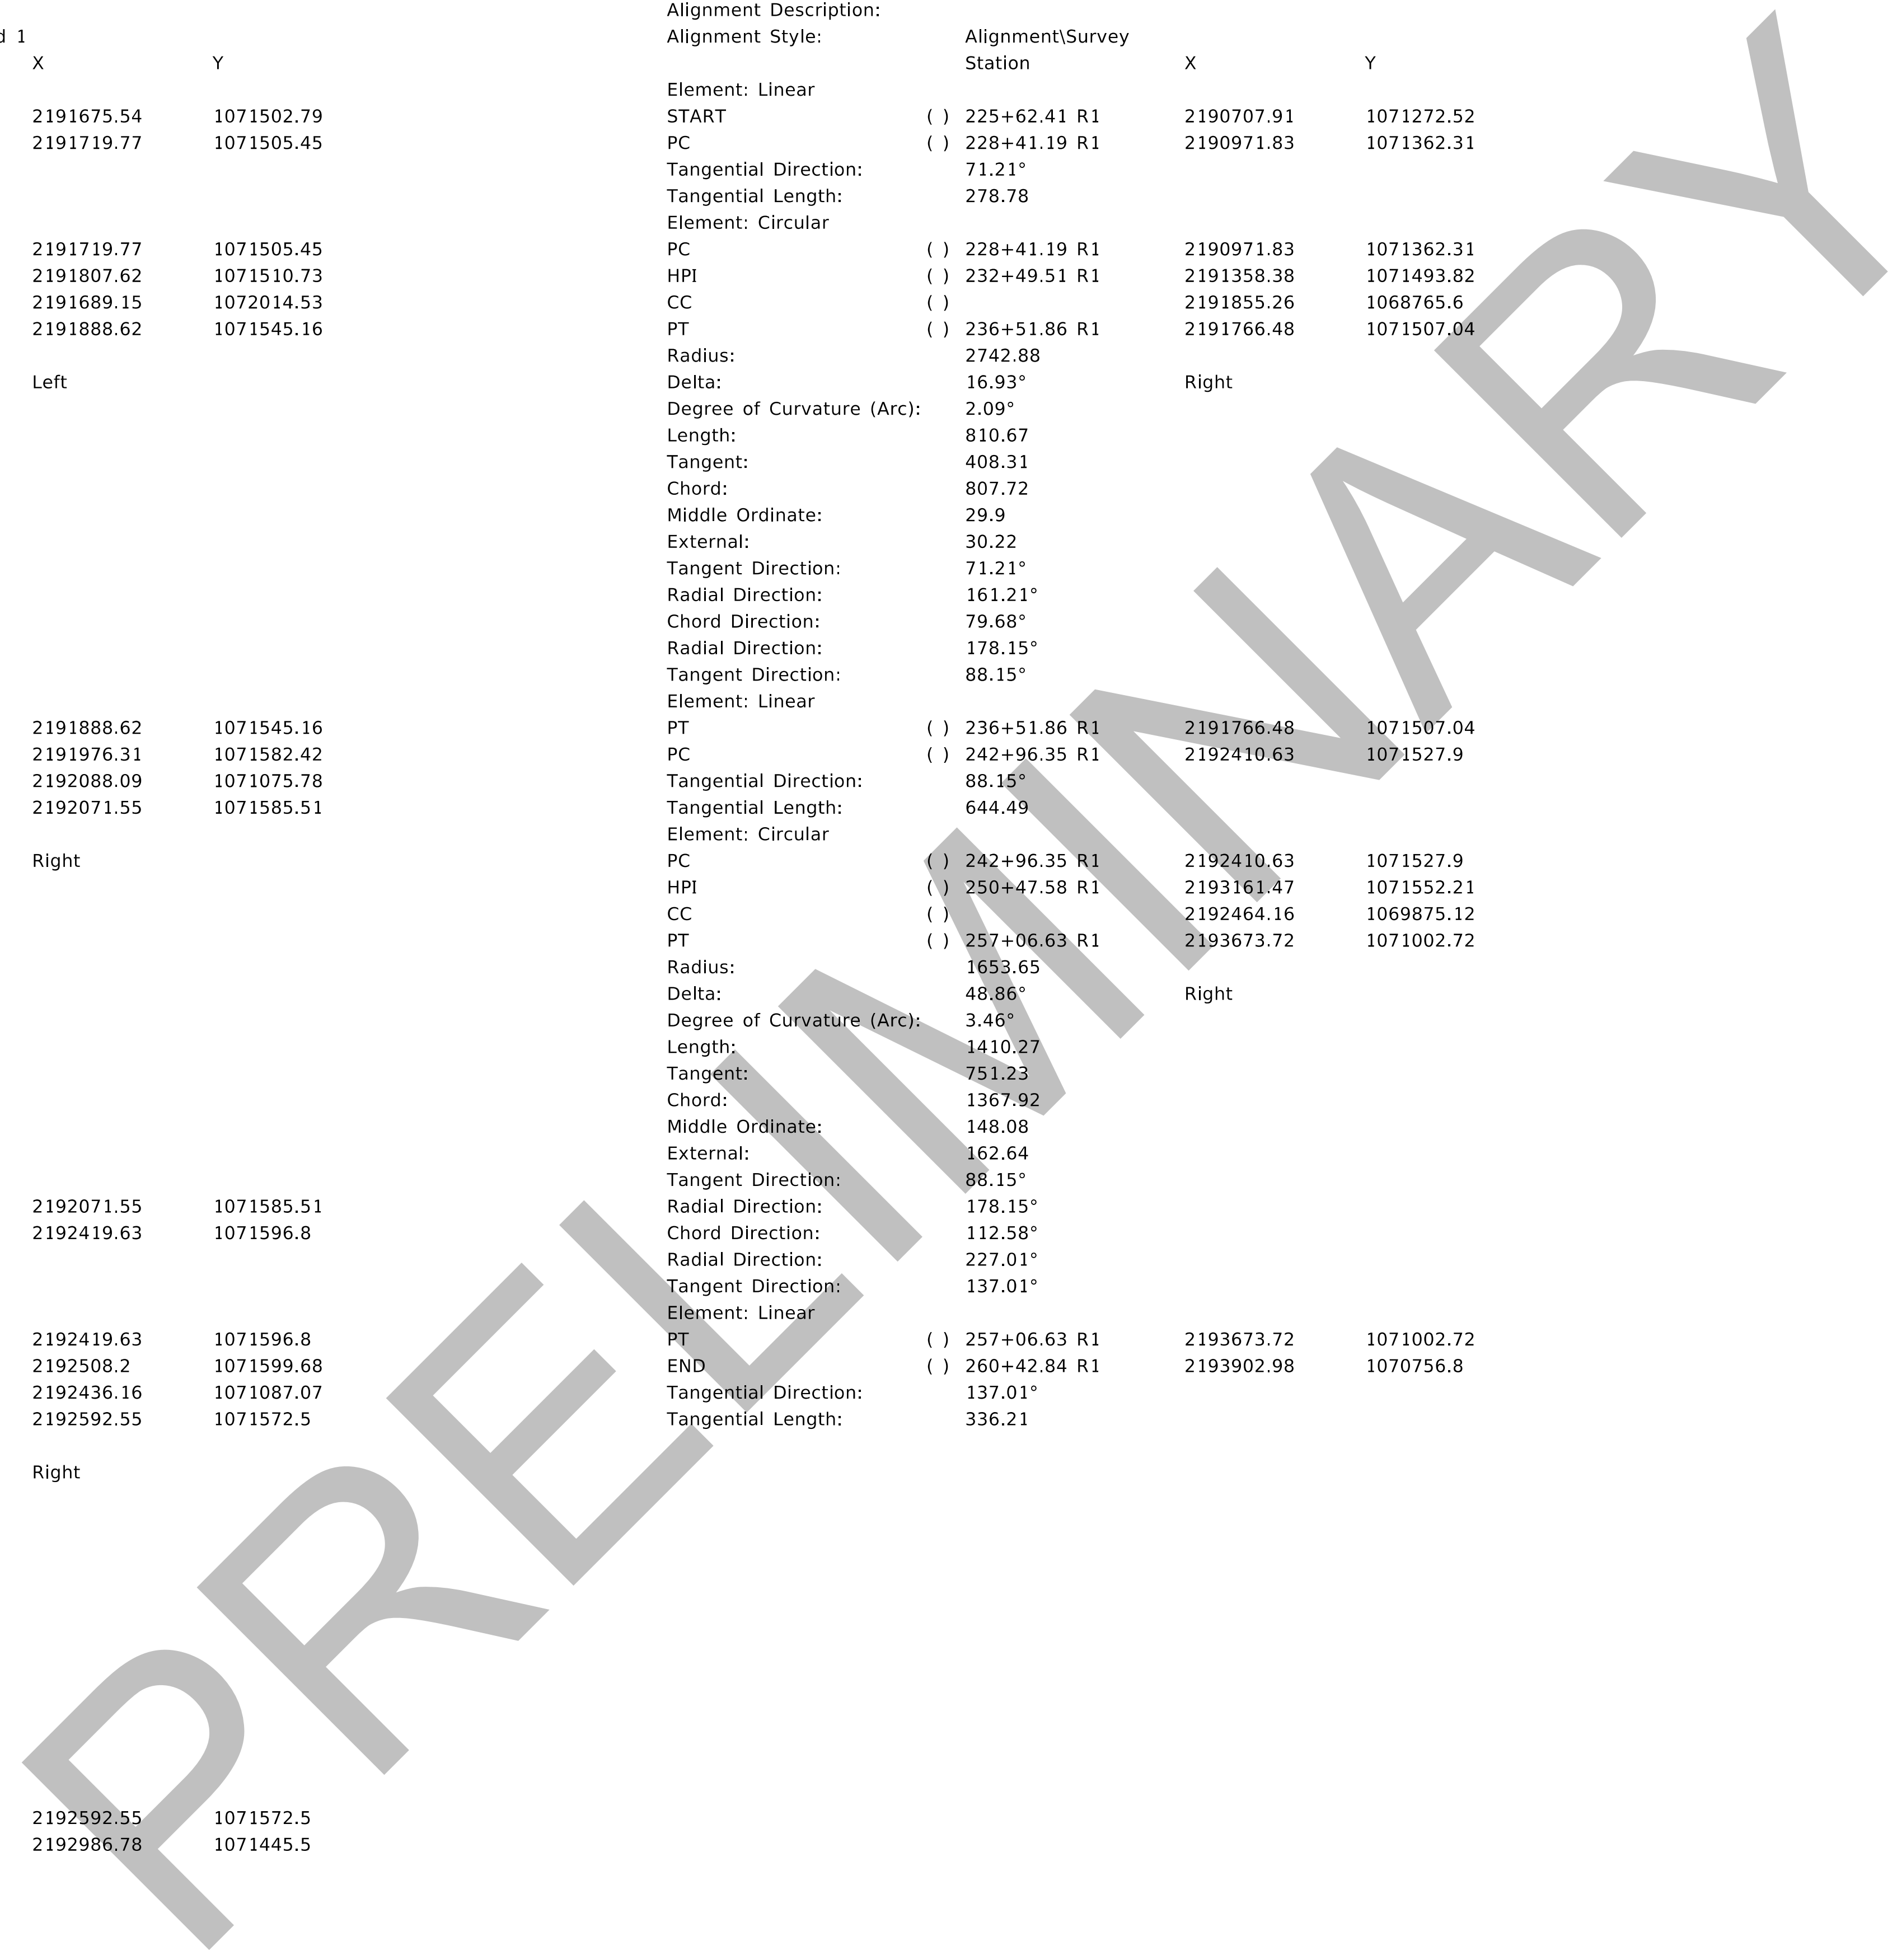 d 1
X Y
2191675.54 1071502.79
2191719.77 1071505.45
2191719.77 1071505.45
2191807.62 1071510.73
2191689.15 1072014.53
2191888.62 1071545.16
Left
2191888.62 1071545.16
2191976.31 1071582.42
2192088.09 1071075.78
2192071.55 1071585.51
Right
2192071.55 1071585.51
2192419.63 1071596.8
2192419.63 1071596.8
2192508.2 1071599.68
2192436.16 1071087.07
2192592.55 1071572.5
Right
2192592.55 1071572.5
2192986.78 1071445.5
Alignment Description:
Alignment Style: Alignment\Survey
Station X Y
Element: Linear
START ( ) 225+62.41 R1 2190707.91 1071272.52
PC ( ) 228+41.19 R1 2190971.83 1071362.31
Tangential Direction: 71.21°
Tangential Length: 278.78
Element: Circular
PC ( ) 228+41.19 R1 2190971.83 1071362.31
HPI ( ) 232+49.51 R1 2191358.38 1071493.82
CC ( ) 2191855.26 1068765.6
PT ( ) 236+51.86 R1 2191766.48 1071507.04
Radius: 2742.88
Delta: 16.93° Right
Degree of Curvature (Arc): 2.09°
Length: 810.67
Tangent: 408.31
Chord: 807.72
Middle Ordinate: 29.9
External: 30.22
Tangent Direction: 71.21°
Radial Direction: 161.21°
Chord Direction: 79.68°
Radial Direction: 178.15°
Tangent Direction: 88.15°
Element: Linear
PT ( ) 236+51.86 R1 2191766.48 1071507.04
PC ( ) 242+96.35 R1 2192410.63 1071527.9
Tangential Direction: 88.15°
Tangential Length: 644.49
Element: Circular
PC ( ) 242+96.35 R1 2192410.63 1071527.9
HPI ( ) 250+47.58 R1 2193161.47 1071552.21
CC ( ) 2192464.16 1069875.12
PT ( ) 257+06.63 R1 2193673.72 1071002.72
Radius: 1653.65
Delta: 48.86° Right
Degree of Curvature (Arc): 3.46°
Length: 1410.27
Tangent: 751.23
Chord: 1367.92
Middle Ordinate: 148.08
External: 162.64
Tangent Direction: 88.15°
Radial Direction: 178.15°
Chord Direction: 112.58°
Radial Direction: 227.01°
Tangent Direction: 137.01°
Element: Linear
PT ( ) 257+06.63 R1 2193673.72 1071002.72
END ( ) 260+42.84 R1 2193902.98 1070756.8
Tangential Direction: 137.01°
Tangential Length: 336.21
PRELIMINARY